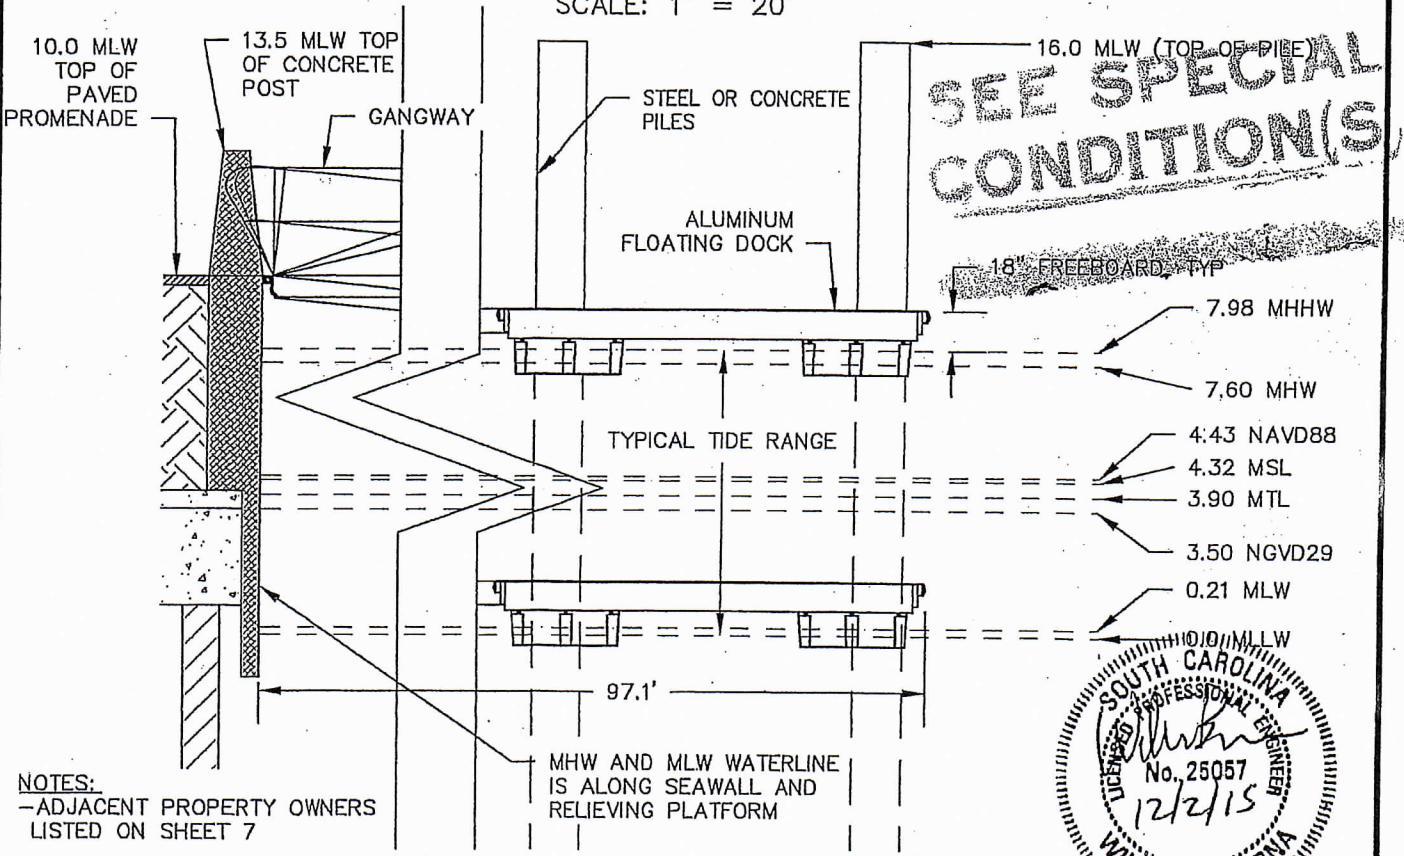 SCALE: 1" = 20'
10.0 MLW
TOP OF
PAVED
PROMENADE
13.5 MLW TOP
OF CONCRETE
POST
GANGWAY
STEEL OR CONCRETE
PILES
16.0 MLW (TOP OF PILE)
SEE SPECIAL
CONDITION(S)
ALUMINUM
FLOATING DOCK
18" FREEBOARD, TYP
7.98 MHHW
7.60 MHW
TYPICAL TIDE RANGE
4.43 NAVD88
4.32 MSL
3.90 MTL
3.50 NGVD29
0.21 MLW
0.0 MLLW
97.1'
MHW AND MLW WATERLINE
IS ALONG SEAWALL AND
RELIEVING PLATFORM
NOTES:
-ADJACENT PROPERTY OWNERS
LISTED ON SHEET 7
SOUTH CAROLINA
LICENSED PROFESSIONAL ENGINEER
No. 25057
12/2/15